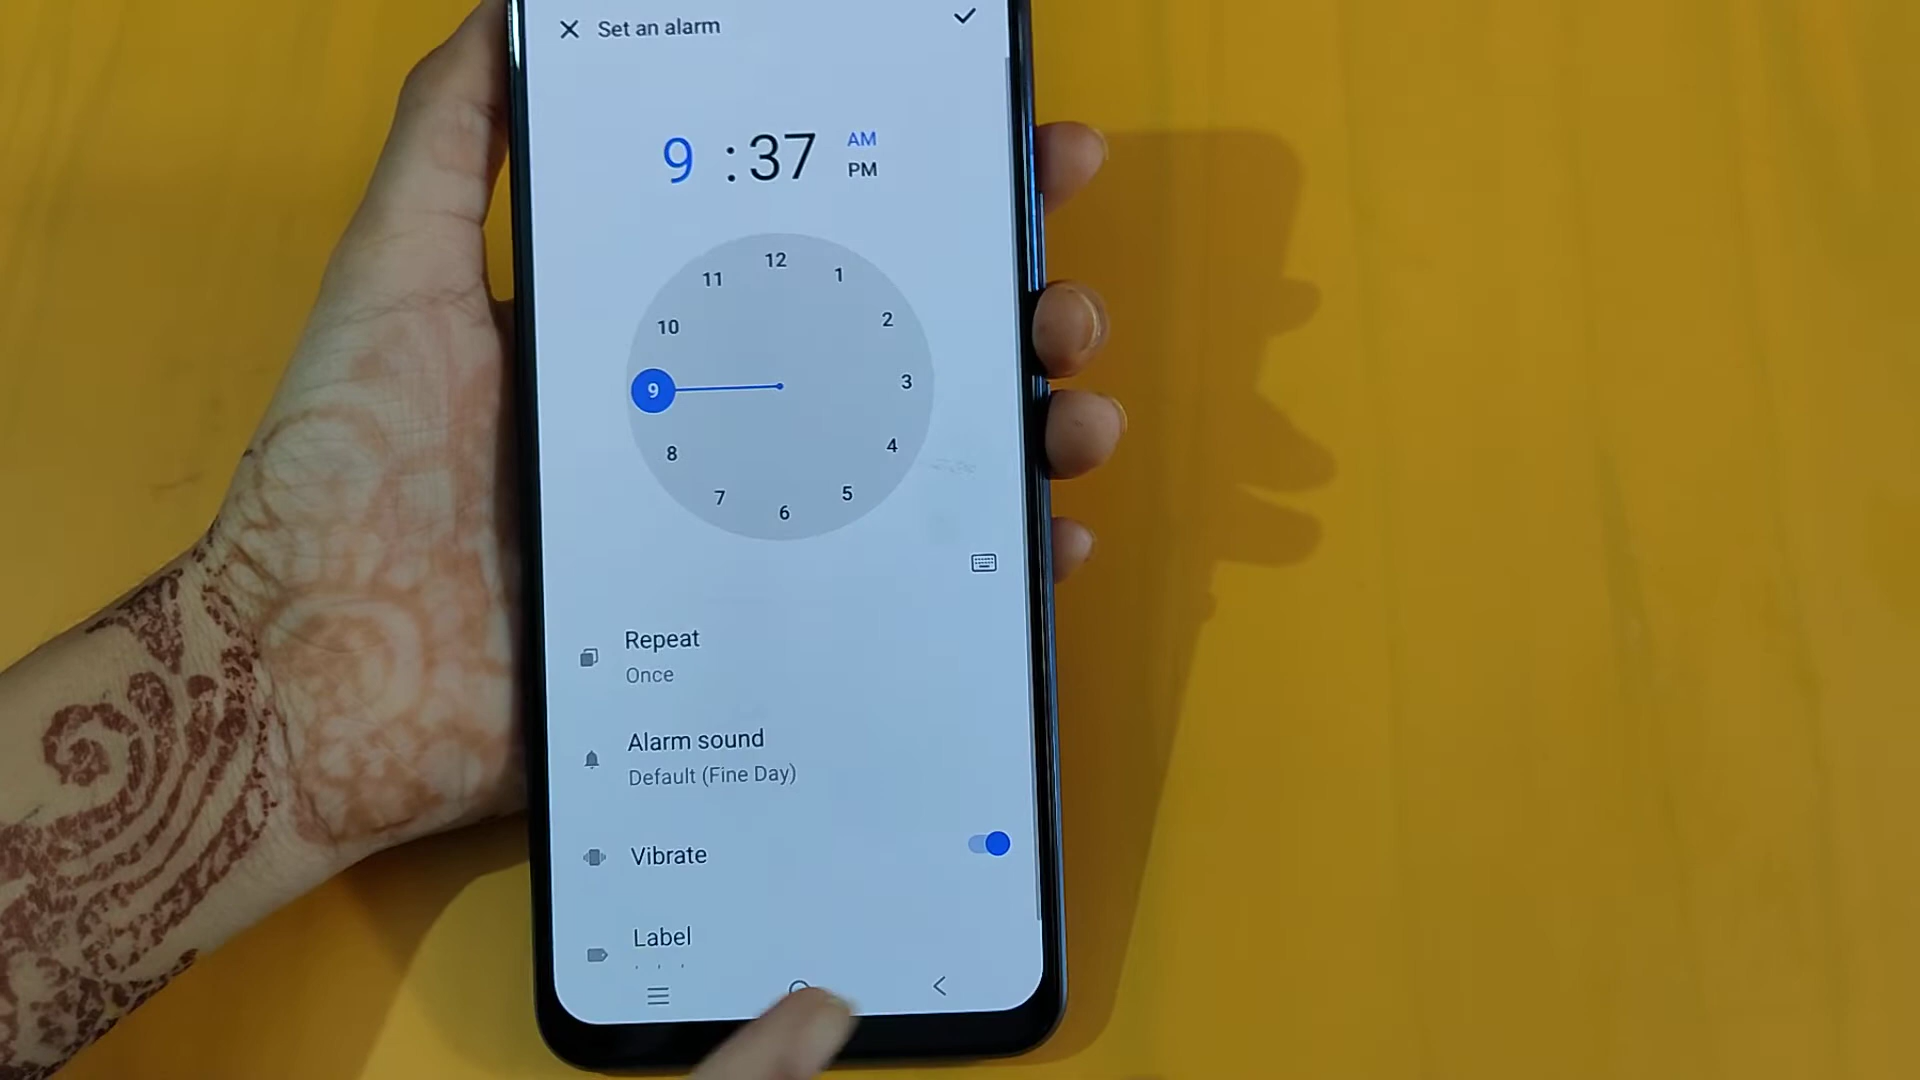 Set an alarm
9 : 37
AM
PM
12
11
1
10
2
9
3
8
4
7
5
6
Repeat
Once
Alarm sound
Default (Fine Day)
Vibrate
Label